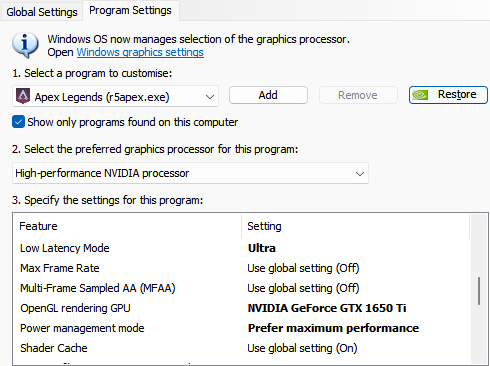 Global Settings Program Settings
Windows OS now manages selection of the graphics processor.
Open Windows graphics settings
1. Select a program to customise:
Apex Legends (r5apex.exe) Add Remove Restore
Show only programs found on this computer
2. Select the preferred graphics processor for this program:
High-performance NVIDIA processor
3. Specify the settings for this program:
Feature Setting
Low Latency Mode Ultra
Max Frame Rate Use global setting (Off)
Multi-Frame Sampled AA (MFAA) Use global setting (Off)
OpenGL rendering GPU NVIDIA GeForce GTX 1650 Ti
Power management mode Prefer maximum performance
Shader Cache Use global setting (On)